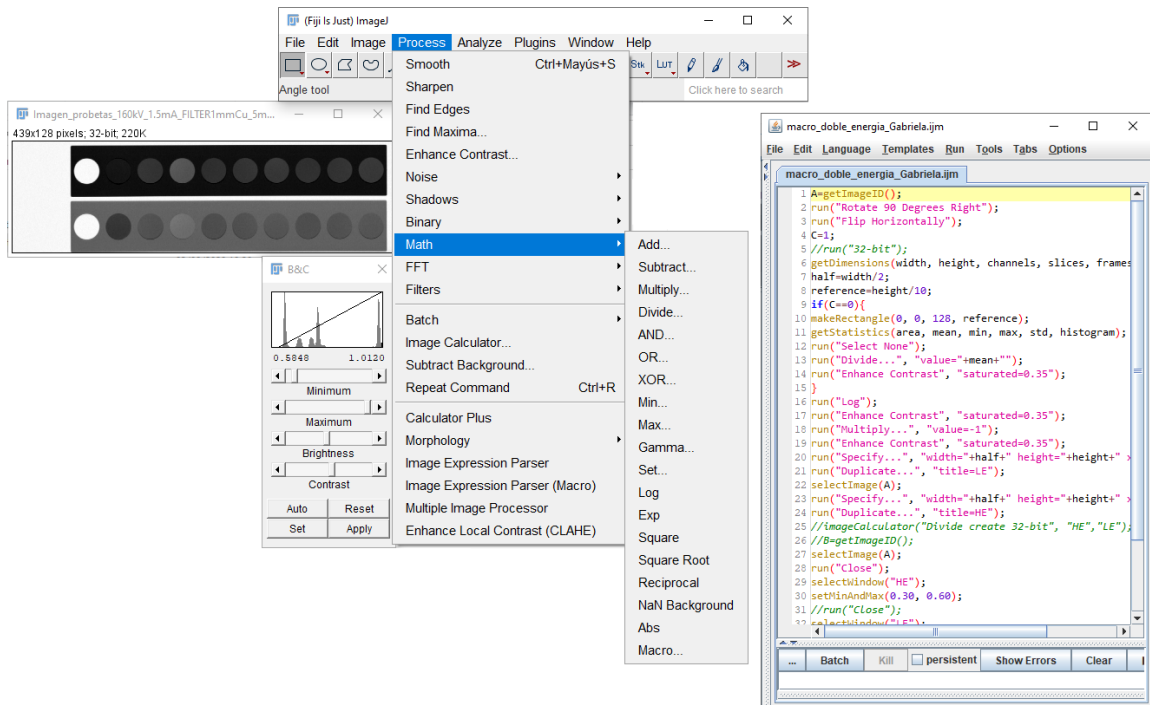 (Fiji Is Just) ImageJ
File Edit Image Process Analyze Plugins Window Help
Stk LUT
Angle tool
Click here to search
Smooth Ctrl+Mayús+S
Sharpen
Find Edges
Find Maxima...
Enhance Contrast...
Noise
Shadows
Binary
Math
FFT
Filters
Batch
Image Calculator...
Subtract Background...
Repeat Command Ctrl+R
Calculator Plus
Morphology
Image Expression Parser
Image Expression Parser (Macro)
Multiple Image Processor
Enhance Local Contrast (CLAHE)
Add...
Subtract...
Multiply...
Divide...
AND...
OR...
XOR...
Min...
Max...
Gamma...
Set...
Log
Exp
Square
Square Root
Reciprocal
NaN Background
Abs
Macro...
Imagen_probetas_160kV_1.5mA_FILTER1mmCu_5m...
439x128 pixels; 32-bit; 220K
B&C
0.5848 1.0120
Minimum
Maximum
Brightness
Contrast
Auto Reset
Set Apply
macro_doble_energia_Gabriela.ijm
File Edit Language Templates Run Tools Tabs Options
macro_doble_energia_Gabriela.ijm
1 A=getImageID();
2 run("Rotate 90 Degrees Right");
3 run("Flip Horizontally");
4 C=1;
5 //run("32-bit");
6 getDimensions(width, height, channels, slices, frames
7 half=width/2;
8 reference=height/10;
9 if(C==0){
10 makeRectangle(0, 0, 128, reference);
11 getStatistics(area, mean, min, max, std, histogram);
12 run("Select None");
13 run("Divide...", "value="+mean+"");
14 run("Enhance Contrast", "saturated=0.35");
15 }
16 run("Log");
17 run("Enhance Contrast", "saturated=0.35");
18 run("Multiply...", "value=-1");
19 run("Enhance Contrast", "saturated=0.35");
20 run("Specify...", "width="+half+" height="+height+" x
21 run("Duplicate...", "title=LE");
22 selectImage(A);
23 run("Specify...", "width="+half+" height="+height+" x
24 run("Duplicate...", "title=HE");
25 //imageCalculator("Divide create 32-bit", "HE","LE");
26 //B=getImageID();
27 selectImage(A);
28 run("Close");
29 selectWindow("HE");
30 setMinAndMax(0.30, 0.60);
31 //run("Close");
32 selectWindow("LE");
... Batch Kill persistent Show Errors Clear